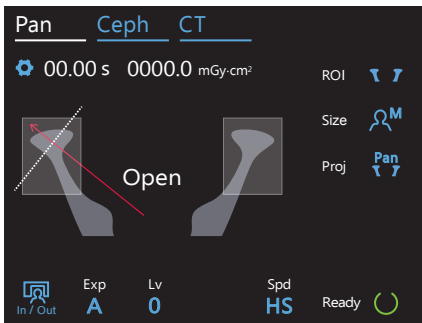 Pan Ceph CT
00.00 s 0000.0 mGy·cm²
ROI
Size M
Proj Pan
Open
In / Out
Exp Lv Spd
A 0 HS
Ready